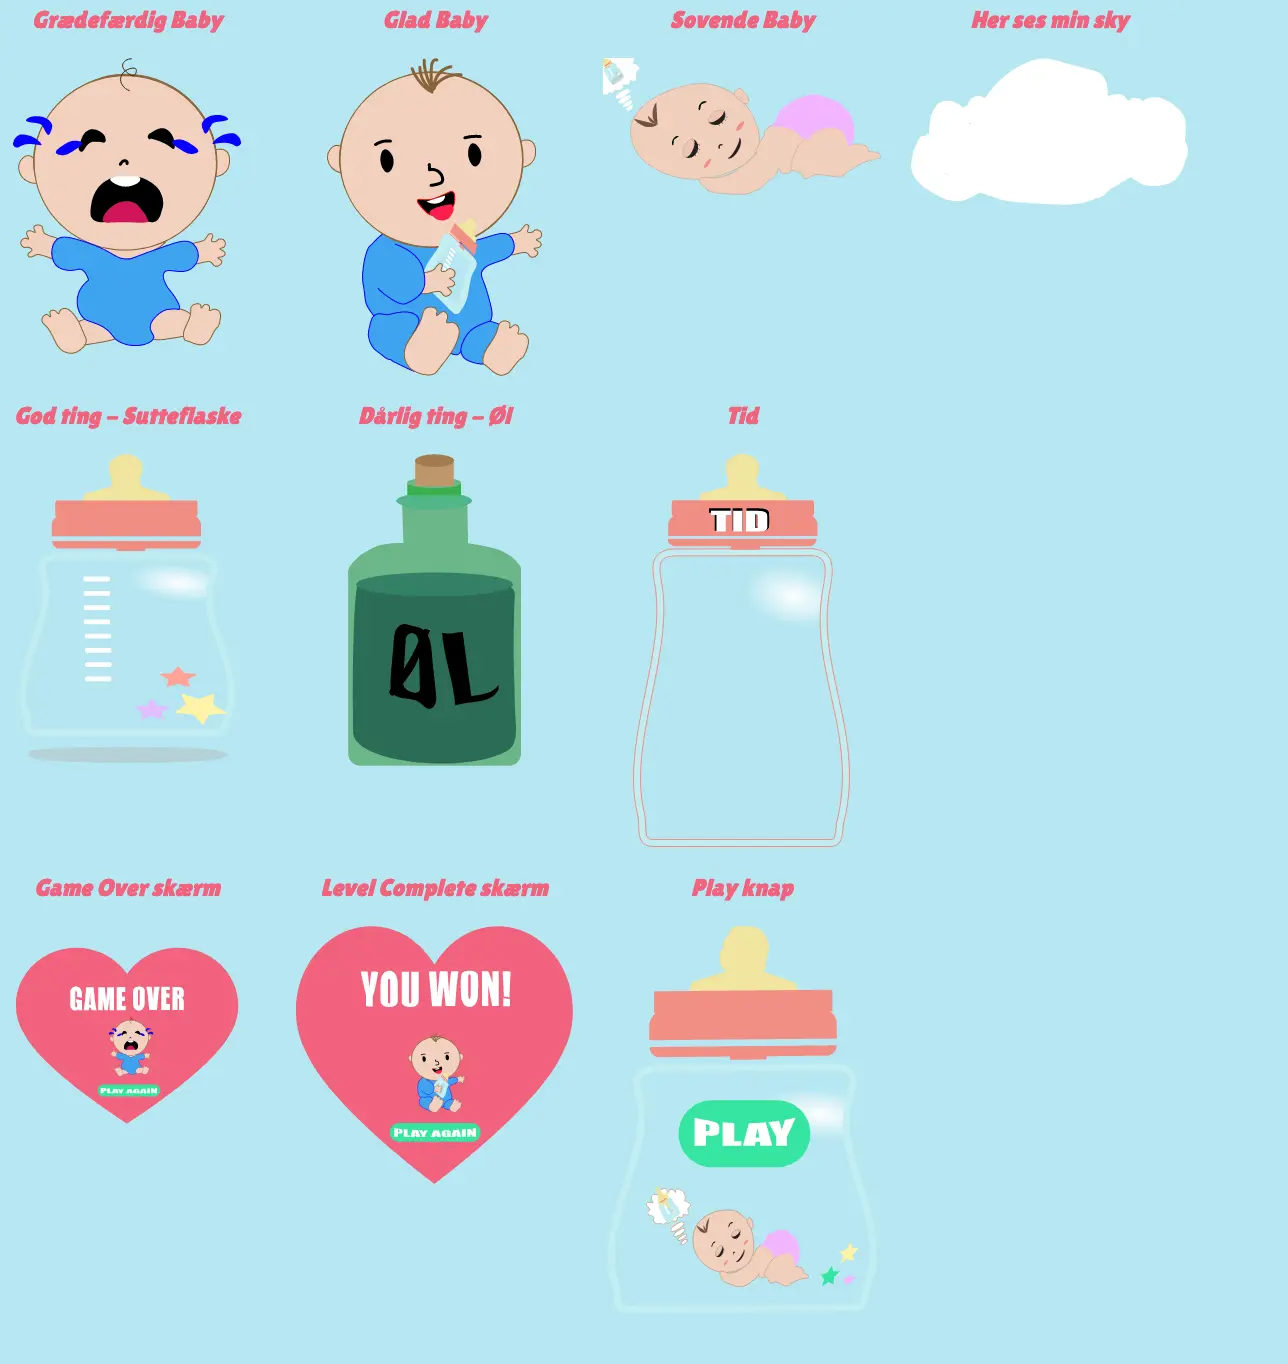 Grædefærdig Baby
Glad Baby
Sovende Baby
Her ses min sky
God ting – Sutteflaske
Dårlig ting – Øl
Tid
ØL
TID
Game Over skærm
Level Complete skærm
Play knap
GAME OVER
PLAY AGAIN
YOU WON!
PLAY AGAIN
PLAY